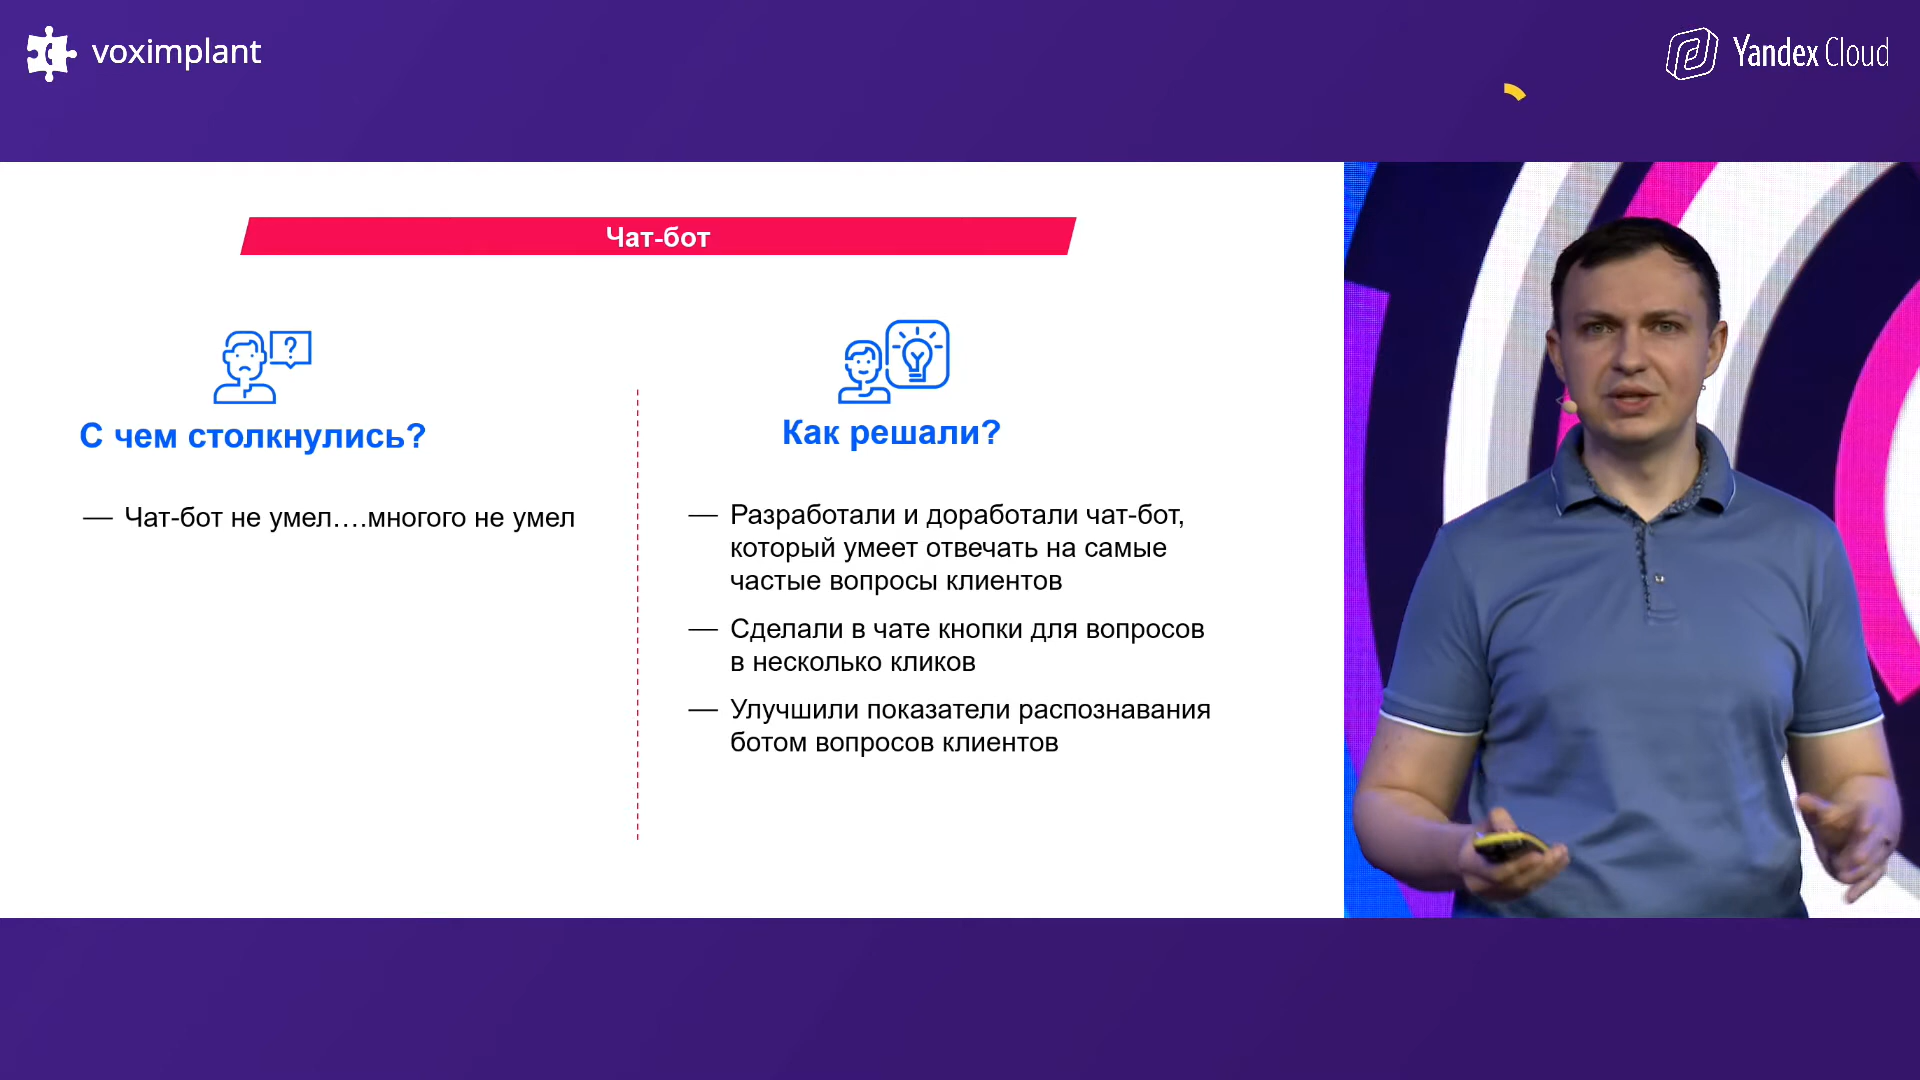 voximplant
Yandex Cloud
Чат-бот
?
С чем столкнулись?
— Чат-бот не умел….многого не умел
Как решали?
— Разработали и доработали чат-бот,
который умеет отвечать на самые
частые вопросы клиентов
— Сделали в чате кнопки для вопросов
в несколько кликов
— Улучшили показатели распознавания
ботом вопросов клиентов